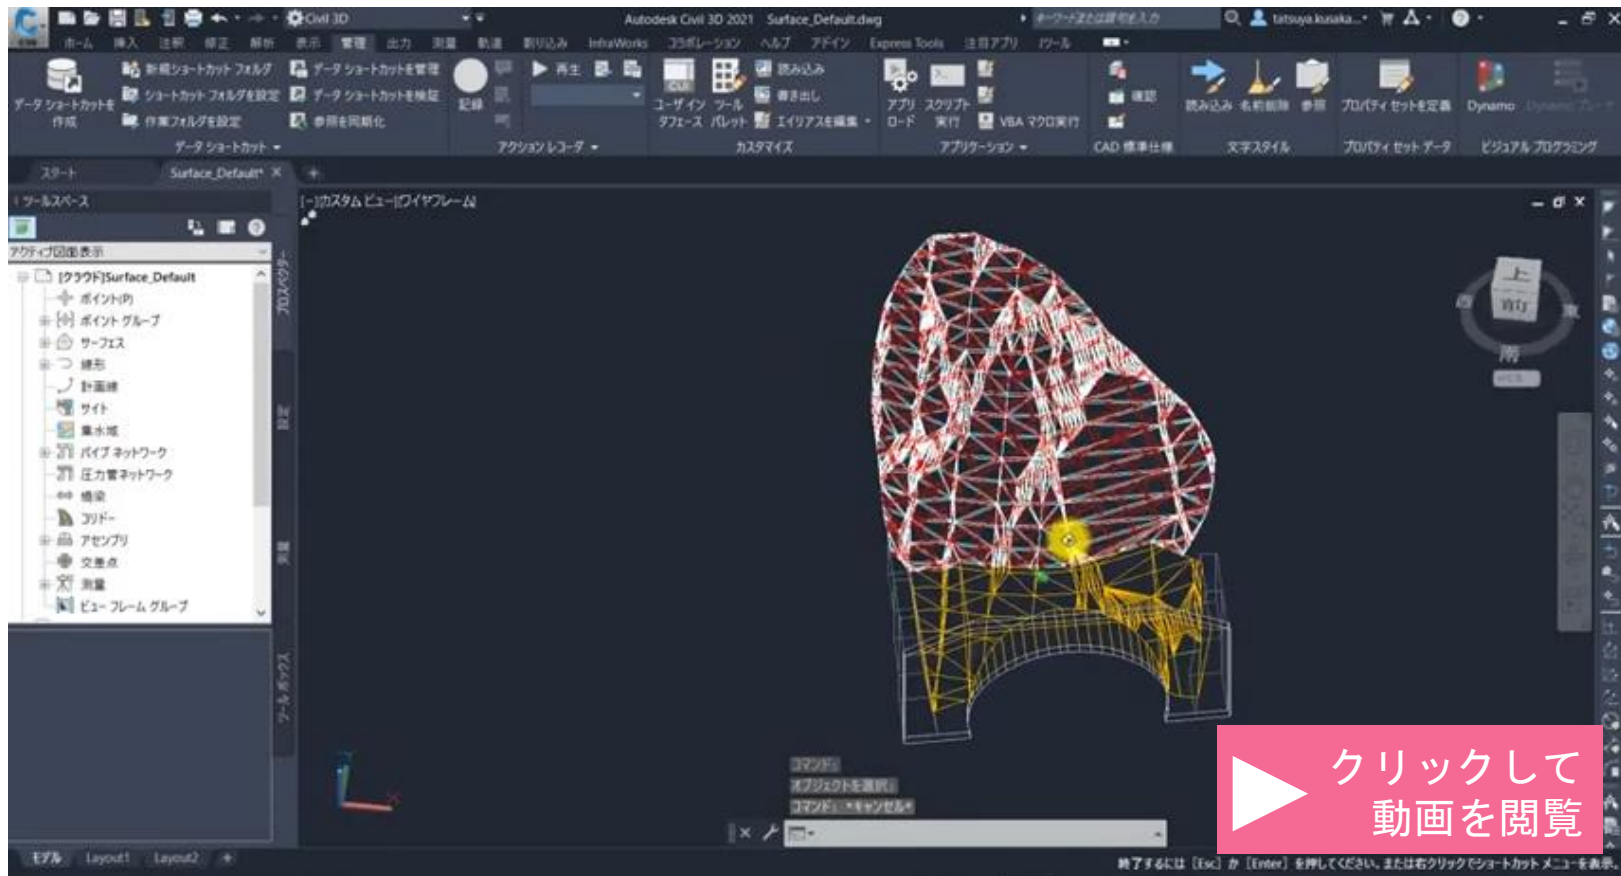 Civil 3D
Autodesk Civil 3D 2021 Surface_Default.dwg
キーワードまたは語句を入力
tatsuya.kusaka...
ホーム 挿入 注釈 修正 解析 表示 管理 出力 測量 軌道 割り込み InfraWorks コラボレーション ヘルプ アドイン Express Tools 注目アプリ
データ ショートカットを
作成
新規ショートカット フォルダ
ショートカット フォルダを設定
作業フォルダを設定
データ ショートカットを管理
データ ショートカットを検証
参照を同期化
データ ショートカット
記録
再生
アクション レコーダ
CUI
ユーザ イン
タフェース
ツール
パレット
読み込み
書き出し
エイリアスを編集
カスタマイズ
アプリ
ロード
スクリプト
実行
VBA マクロ実行
アプリケーション
確認
CAD 標準仕様
読み込み 名前削除 参照
文字スタイル
プロパティ セットを定義
プロパティ セット データ
Dynamo
ビジュアル プログラミング
スタート Surface_Default*
ツールスペース
アクティブ図面表示
[クラウド]Surface_Default
ポイント(P)
ポイント グループ
サーフェス
線形
計画線
サイト
集水域
パイプ ネットワーク
圧力管ネットワーク
橋梁
コリドー
アセンブリ
交差点
測量
ビュー フレーム グループ
プロスペクター
設定
測量
ツール ボックス
[-][カスタム ビュー][ワイヤフレーム]
上
南
東
コマンド:
オブジェクトを選択:
コマンド: *キャンセル*
クリックして
動画を閲覧
モデル Layout1 Layout2 +
終了するには [Esc] か [Enter] を押してください、または右クリックでショートカット メニューを表示。